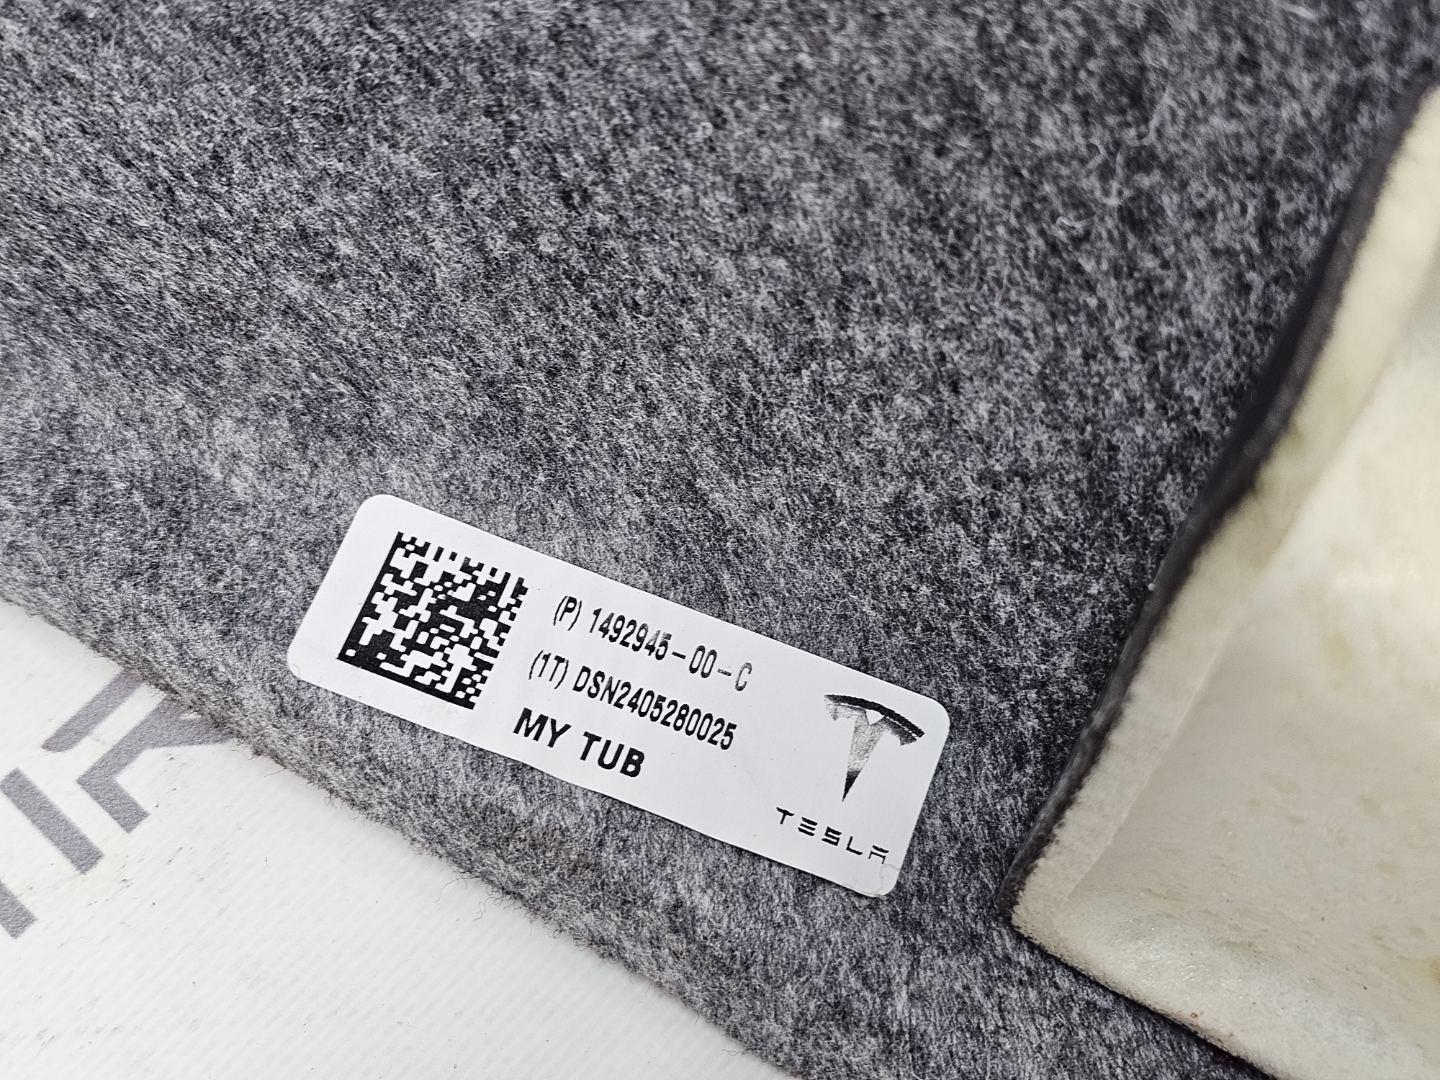 (P) 1492945-00-C
(1T) DSN2405280025
MY TUB
TESLA